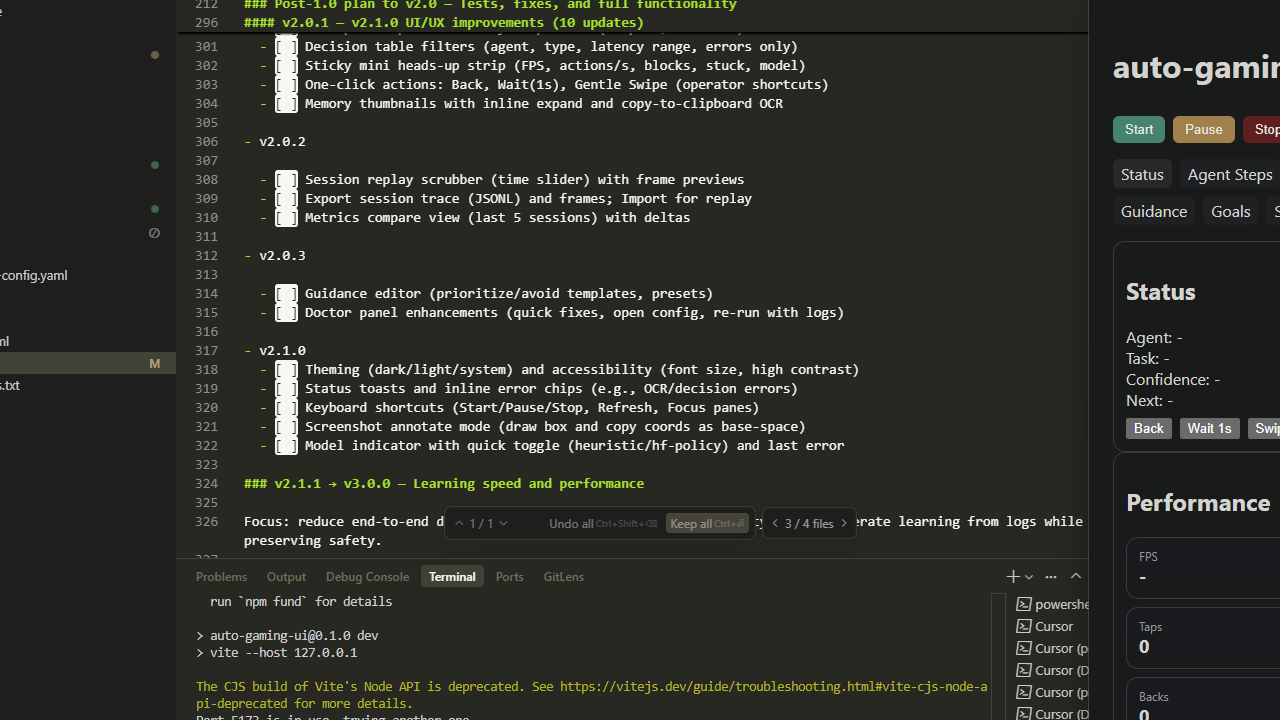 212 ### Post-1.0 plan to v2.0 — Tests, fixes, and full functionality
296 #### v2.0.1 – v2.1.0 UI/UX improvements (10 updates)
301 - [ ] Decision table filters (agent, type, latency range, errors only)
302 - [ ] Sticky mini heads-up strip (FPS, actions/s, blocks, stuck, model)
303 - [ ] One-click actions: Back, Wait(1s), Gentle Swipe (operator shortcuts)
304 - [ ] Memory thumbnails with inline expand and copy-to-clipboard OCR
305
306 - v2.0.2
307
308 - [ ] Session replay scrubber (time slider) with frame previews
309 - [ ] Export session trace (JSONL) and frames; Import for replay
310 - [ ] Metrics compare view (last 5 sessions) with deltas
311
312 - v2.0.3
313
314 - [ ] Guidance editor (prioritize/avoid templates, presets)
315 - [ ] Doctor panel enhancements (quick fixes, open config, re-run with logs)
316
317 - v2.1.0
318 - [ ] Theming (dark/light/system) and accessibility (font size, high contrast)
319 - [ ] Status toasts and inline error chips (e.g., OCR/decision errors)
320 - [ ] Keyboard shortcuts (Start/Pause/Stop, Refresh, Focus panes)
321 - [ ] Screenshot annotate mode (draw box and copy coords as base-space)
322 - [ ] Model indicator with quick toggle (heuristic/hf-policy) and last error
323
324 ### v2.1.1 → v3.0.0 — Learning speed and performance
325
326 Focus: reduce end-to-end erate learning from logs while
preserving safety.
1 / 1 Undo all Ctrl+Shift+⌫ Keep all Ctrl+⏎ 3 / 4 files
-config.yaml
ml
M
s.txt
Problems Output Debug Console Terminal Ports GitLens
run `npm fund` for details
> auto-gaming-ui@0.1.0 dev
> vite --host 127.0.0.1
The CJS build of Vite's Node API is deprecated. See https://vitejs.dev/guide/troubleshooting.html#vite-cjs-node-a
pi-deprecated for more details.
Port 5173 is in use, trying another one
powershe
Cursor
Cursor (p
Cursor (D
Cursor (p
Cursor (D
auto-gamin
Start Pause Stop
Status Agent Steps
Guidance Goals S
Status
Agent: -
Task: -
Confidence: -
Next: -
Back Wait 1s Swip
Performance
FPS
-
Taps
0
Backs
0